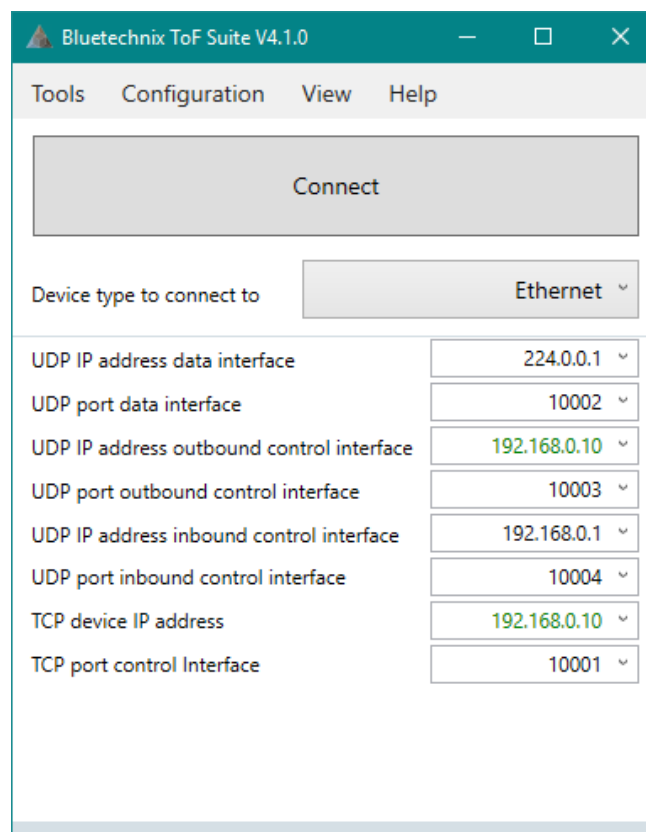 Bluetechnix ToF Suite V4.1.0
Tools Configuration View Help
Connect
Device type to connect to Ethernet
UDP IP address data interface 224.0.0.1
UDP port data interface 10002
UDP IP address outbound control interface 192.168.0.10
UDP port outbound control interface 10003
UDP IP address inbound control interface 192.168.0.1
UDP port inbound control interface 10004
TCP device IP address 192.168.0.10
TCP port control Interface 10001